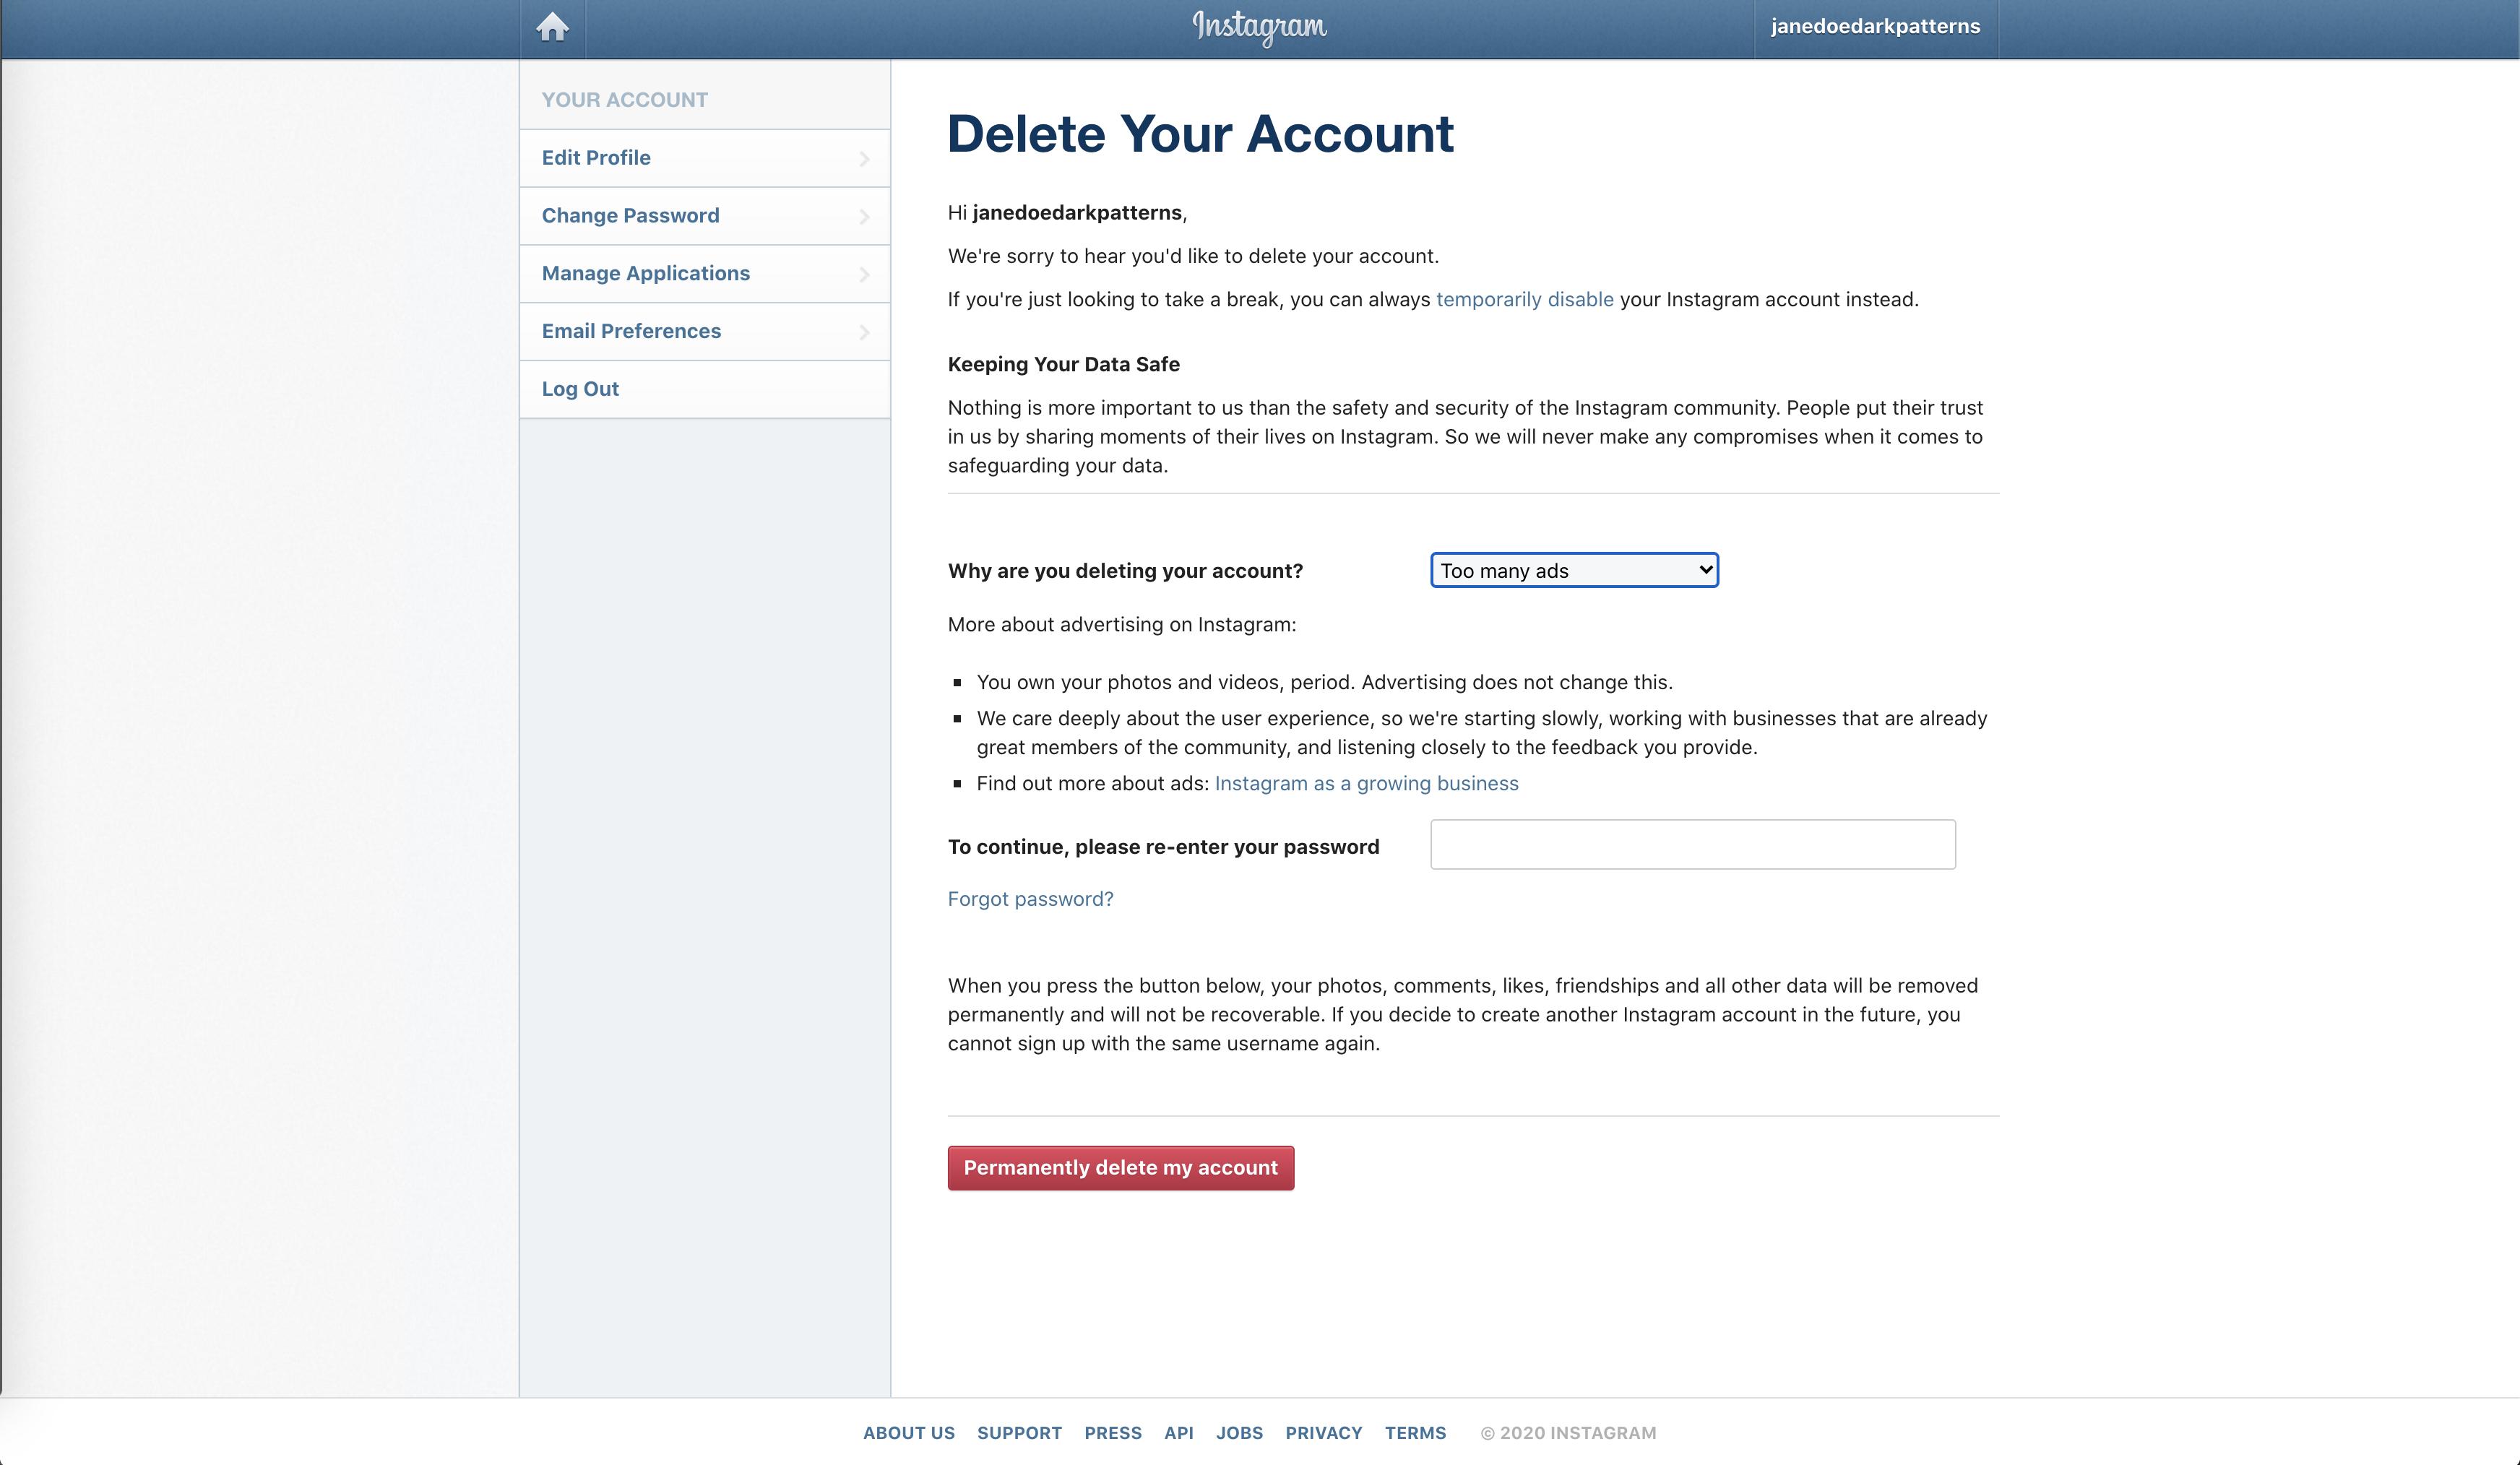 Instagram
janedoedarkpatterns
YOUR ACCOUNT
Edit Profile
Change Password
Manage Applications
Email Preferences
Log Out
Delete Your Account
Hi janedoedarkpatterns,
We're sorry to hear you'd like to delete your account.
If you're just looking to take a break, you can always temporarily disable your Instagram account instead.
Keeping Your Data Safe
Nothing is more important to us than the safety and security of the Instagram community. People put their trust
in us by sharing moments of their lives on Instagram. So we will never make any compromises when it comes to
safeguarding your data.
Why are you deleting your account?
Too many ads
More about advertising on Instagram:
▪ You own your photos and videos, period. Advertising does not change this.
▪ We care deeply about the user experience, so we're starting slowly, working with businesses that are already
great members of the community, and listening closely to the feedback you provide.
▪ Find out more about ads: Instagram as a growing business
To continue, please re-enter your password
Forgot password?
When you press the button below, your photos, comments, likes, friendships and all other data will be removed
permanently and will not be recoverable. If you decide to create another Instagram account in the future, you
cannot sign up with the same username again.
Permanently delete my account
ABOUT US SUPPORT PRESS API JOBS PRIVACY TERMS © 2020 INSTAGRAM